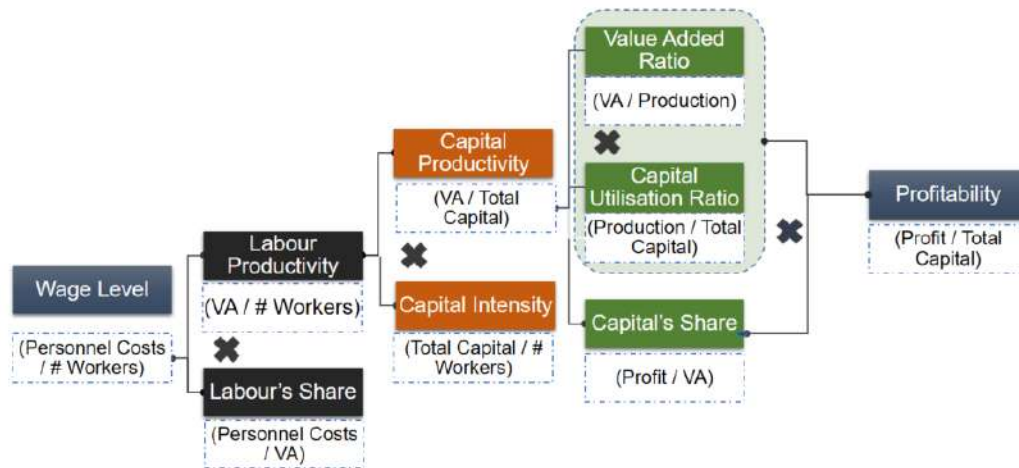 Wage Level
(Personnel Costs
/ # Workers)
Labour
Productivity
(VA / # Workers)
Labour's Share
(Personnel Costs
/ VA)
Capital
Productivity
(VA / Total
Capital)
Capital Intensity
(Total Capital / #
Workers)
Value Added
Ratio
(VA / Production)
Capital
Utilisation Ratio
(Production / Total
Capital)
Capital's Share
(Profit / VA)
Profitability
(Profit / Total
Capital)